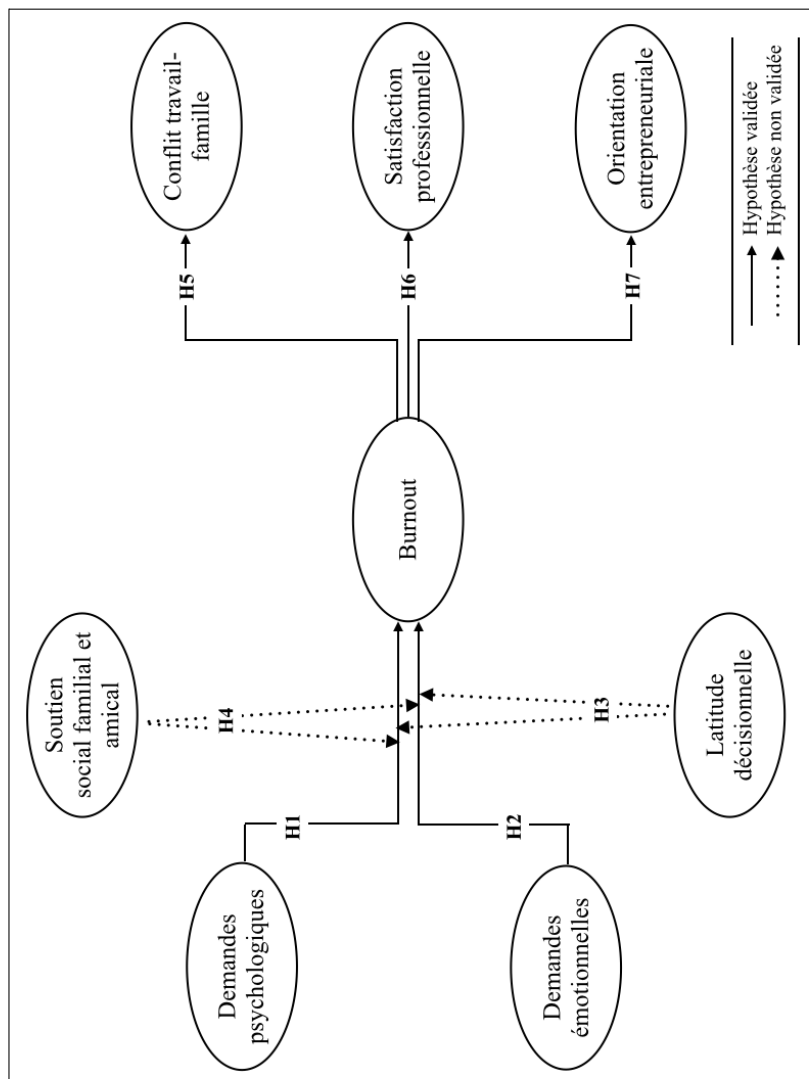 Soutien
social familial et
amical
Demandes
psychologiques
H1
H4
Burnout
H5
Conflit travail-
famille
H6
Satisfaction
professionnelle
Demandes
émotionnelles
H2
H3
Latitude
décisionnelle
H7
Orientation
entrepreneuriale
Hypothèse validée
Hypothèse non validée